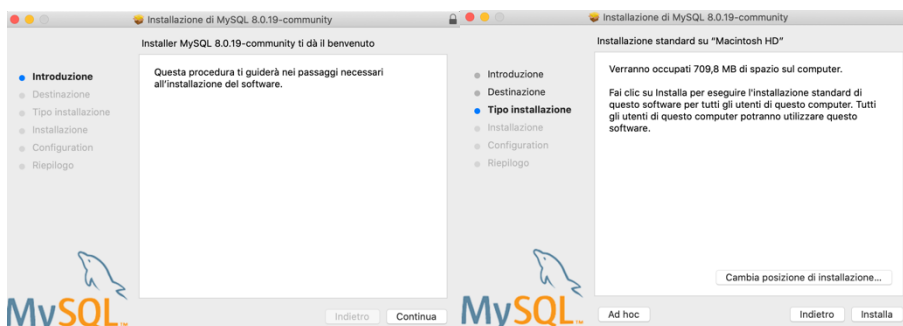 Installazione di MySQL 8.0.19-community
Installer MySQL 8.0.19-community ti dà il benvenuto
Introduzione
Destinazione
Tipo installazione
Installazione
Configuration
Riepilogo
Questa procedura ti guiderà nei passaggi necessari
all'installazione del software.
MySQL
Indietro
Continua
Installazione di MySQL 8.0.19-community
Installazione standard su "Macintosh HD"
Introduzione
Destinazione
Tipo installazione
Installazione
Configuration
Riepilogo
Verranno occupati 709,8 MB di spazio sul computer.
Fai clic su Installa per eseguire l'installazione standard di
questo software per tutti gli utenti di questo computer. Tutti
gli utenti di questo computer potranno utilizzare questo
software.
Cambia posizione di installazione...
MySQL
Ad hoc
Indietro
Installa